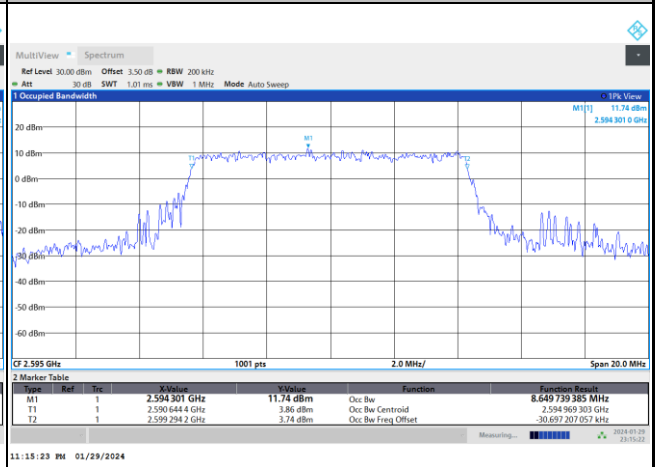 MultiView Spectrum
Ref Level 30.00 dBm Offset 3.50 dB RBW 200 kHz
Att 30 dB SWT 1.01 ms VBW 1 MHz Mode Auto Sweep
1 Occupied Bandwidth 1Pk View
M1[1] 11.74 dBm
2.594 301 0 GHz
20 dBm
M1
10 dBm
T1 T2
0 dBm
-10 dBm
-20 dBm
-30 dBm
-40 dBm
-50 dBm
-60 dBm
CF 2.595 GHz 1001 pts 2.0 MHz/ Span 20.0 MHz
2 Marker Table
Type Ref Trc X-Value Y-Value Function Function Result
M1 1 2.594 301 GHz 11.74 dBm Occ Bw 8.649 739 385 MHz
T1 1 2.590 644 4 GHz 3.86 dBm Occ Bw Centroid 2.594 969 303 GHz
T2 1 2.599 294 2 GHz 3.74 dBm Occ Bw Freq Offset -30.697 207 057 kHz
Measuring... 2024-01-29
23:15:22
11:15:23 PM 01/29/2024